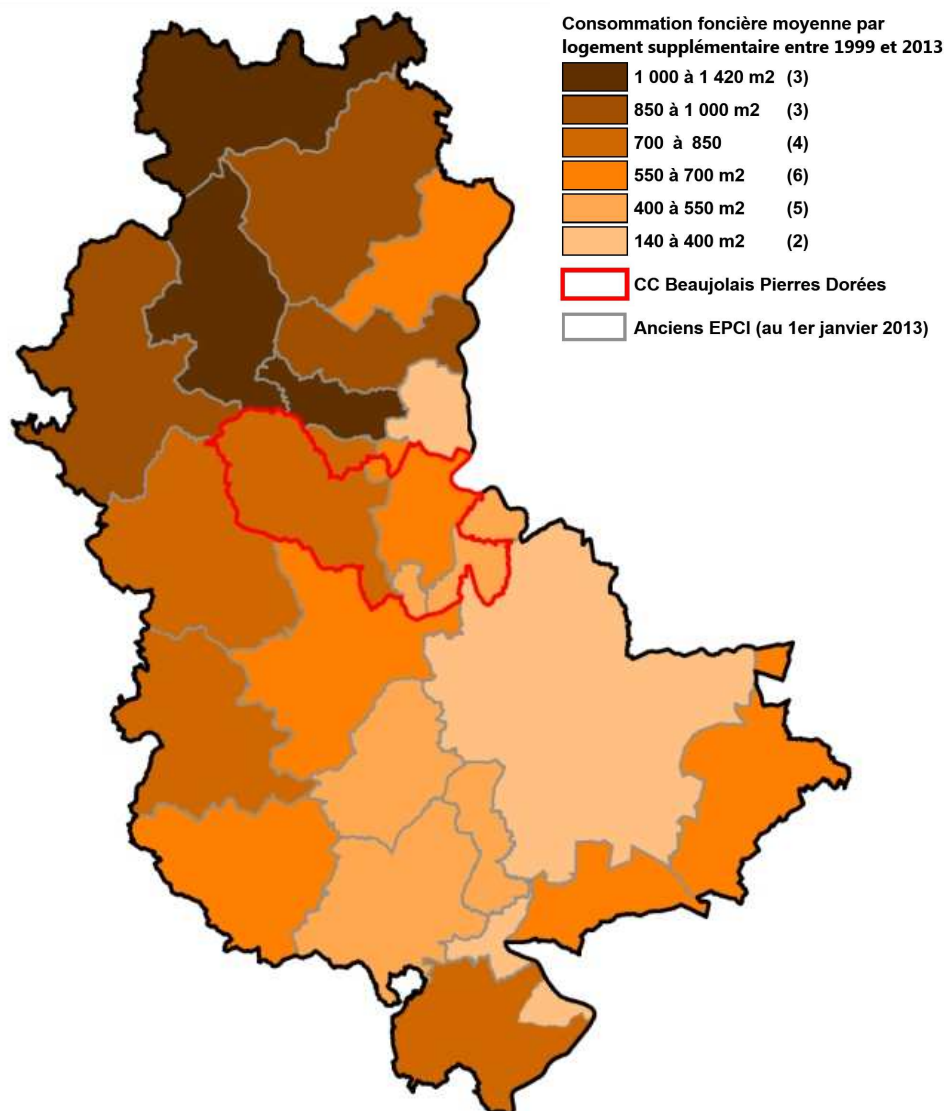 Consommation foncière moyenne par
logement supplémentaire entre 1999 et 2013
1 000 à 1 420 m2 (3)
850 à 1 000 m2 (3)
700 à 850 (4)
550 à 700 m2 (6)
400 à 550 m2 (5)
140 à 400 m2 (2)
CC Beaujolais Pierres Dorées
Anciens EPCI (au 1er janvier 2013)